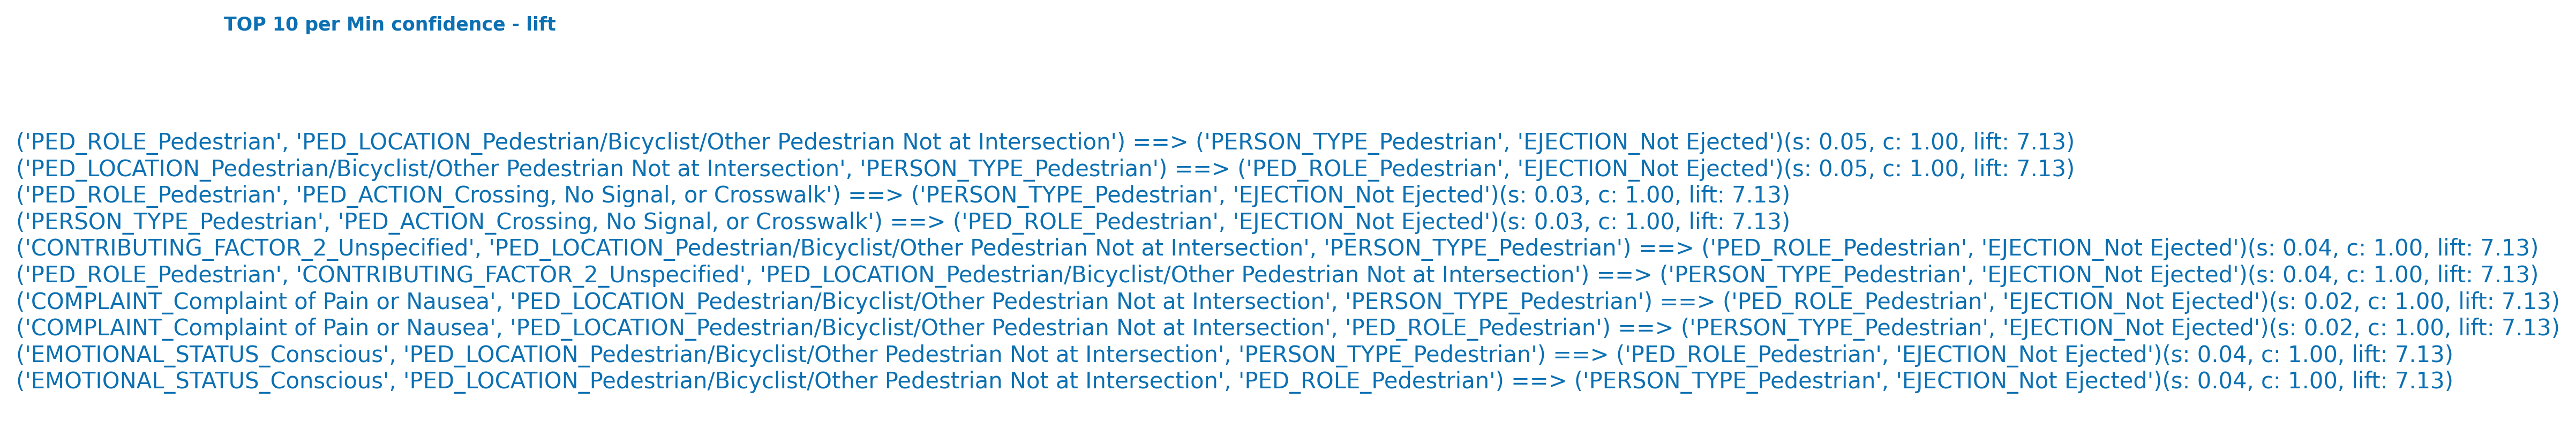 TOP 10 per Min confidence - lift
('PED_ROLE_Pedestrian', 'PED_LOCATION_Pedestrian/Bicyclist/Other Pedestrian Not at Intersection') ==> ('PERSON_TYPE_Pedestrian', 'EJECTION_Not Ejected')(s: 0.05, c: 1.00, lift: 7.13)
('PED_LOCATION_Pedestrian/Bicyclist/Other Pedestrian Not at Intersection', 'PERSON_TYPE_Pedestrian') ==> ('PED_ROLE_Pedestrian', 'EJECTION_Not Ejected')(s: 0.05, c: 1.00, lift: 7.13)
('PED_ROLE_Pedestrian', 'PED_ACTION_Crossing, No Signal, or Crosswalk') ==> ('PERSON_TYPE_Pedestrian', 'EJECTION_Not Ejected')(s: 0.03, c: 1.00, lift: 7.13)
('PERSON_TYPE_Pedestrian', 'PED_ACTION_Crossing, No Signal, or Crosswalk') ==> ('PED_ROLE_Pedestrian', 'EJECTION_Not Ejected')(s: 0.03, c: 1.00, lift: 7.13)
('CONTRIBUTING_FACTOR_2_Unspecified', 'PED_LOCATION_Pedestrian/Bicyclist/Other Pedestrian Not at Intersection', 'PERSON_TYPE_Pedestrian') ==> ('PED_ROLE_Pedestrian', 'EJECTION_Not Ejected')(s: 0.04, c: 1.00, lift: 7.13)
('PED_ROLE_Pedestrian', 'CONTRIBUTING_FACTOR_2_Unspecified', 'PED_LOCATION_Pedestrian/Bicyclist/Other Pedestrian Not at Intersection') ==> ('PERSON_TYPE_Pedestrian', 'EJECTION_Not Ejected')(s: 0.04, c: 1.00, lift: 7.13)
('COMPLAINT_Complaint of Pain or Nausea', 'PED_LOCATION_Pedestrian/Bicyclist/Other Pedestrian Not at Intersection', 'PERSON_TYPE_Pedestrian') ==> ('PED_ROLE_Pedestrian', 'EJECTION_Not Ejected')(s: 0.02, c: 1.00, lift: 7.13)
('COMPLAINT_Complaint of Pain or Nausea', 'PED_LOCATION_Pedestrian/Bicyclist/Other Pedestrian Not at Intersection', 'PED_ROLE_Pedestrian') ==> ('PERSON_TYPE_Pedestrian', 'EJECTION_Not Ejected')(s: 0.02, c: 1.00, lift: 7.13)
('EMOTIONAL_STATUS_Conscious', 'PED_LOCATION_Pedestrian/Bicyclist/Other Pedestrian Not at Intersection', 'PERSON_TYPE_Pedestrian') ==> ('PED_ROLE_Pedestrian', 'EJECTION_Not Ejected')(s: 0.04, c: 1.00, lift: 7.13)
('EMOTIONAL_STATUS_Conscious', 'PED_LOCATION_Pedestrian/Bicyclist/Other Pedestrian Not at Intersection', 'PED_ROLE_Pedestrian') ==> ('PERSON_TYPE_Pedestrian', 'EJECTION_Not Ejected')(s: 0.04, c: 1.00, lift: 7.13)